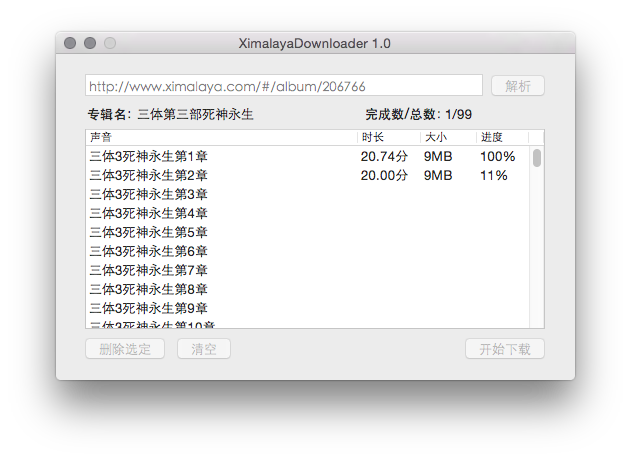 XimalayaDownloader 1.0
http://www.ximalaya.com/#/album/206766 解析
专辑名: 三体第三部死神永生 完成数/总数: 1/99
声音 时长 大小 进度
三体3死神永生第1章 20.74分 9MB 100%
三体3死神永生第2章 20.00分 9MB 11%
三体3死神永生第3章
三体3死神永生第4章
三体3死神永生第5章
三体3死神永生第6章
三体3死神永生第7章
三体3死神永生第8章
三体3死神永生第9章
三体3死神永生第10章
删除选定 清空 开始下载